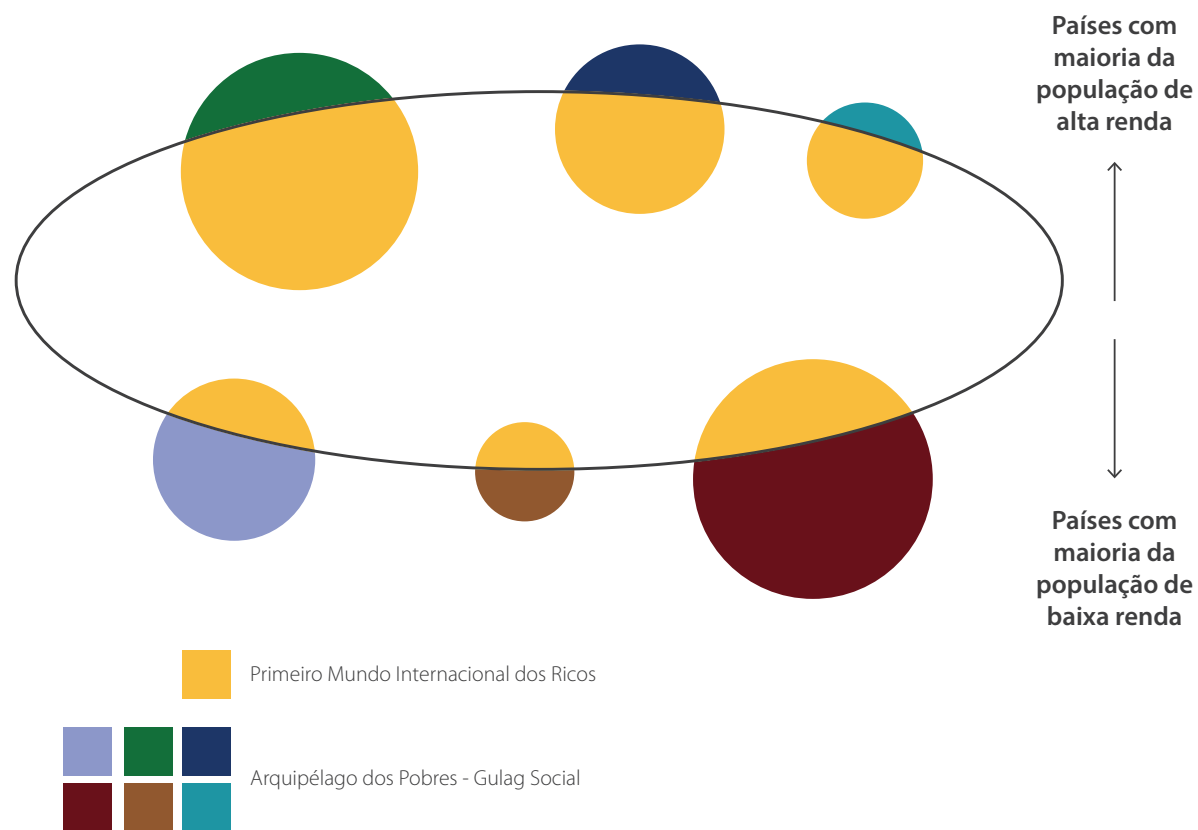 Países com
maioria da
população de
alta renda
Países com
maioria da
população de
baixa renda
Primeiro Mundo Internacional dos Ricos
Arquipélago dos Pobres - Gulag Social